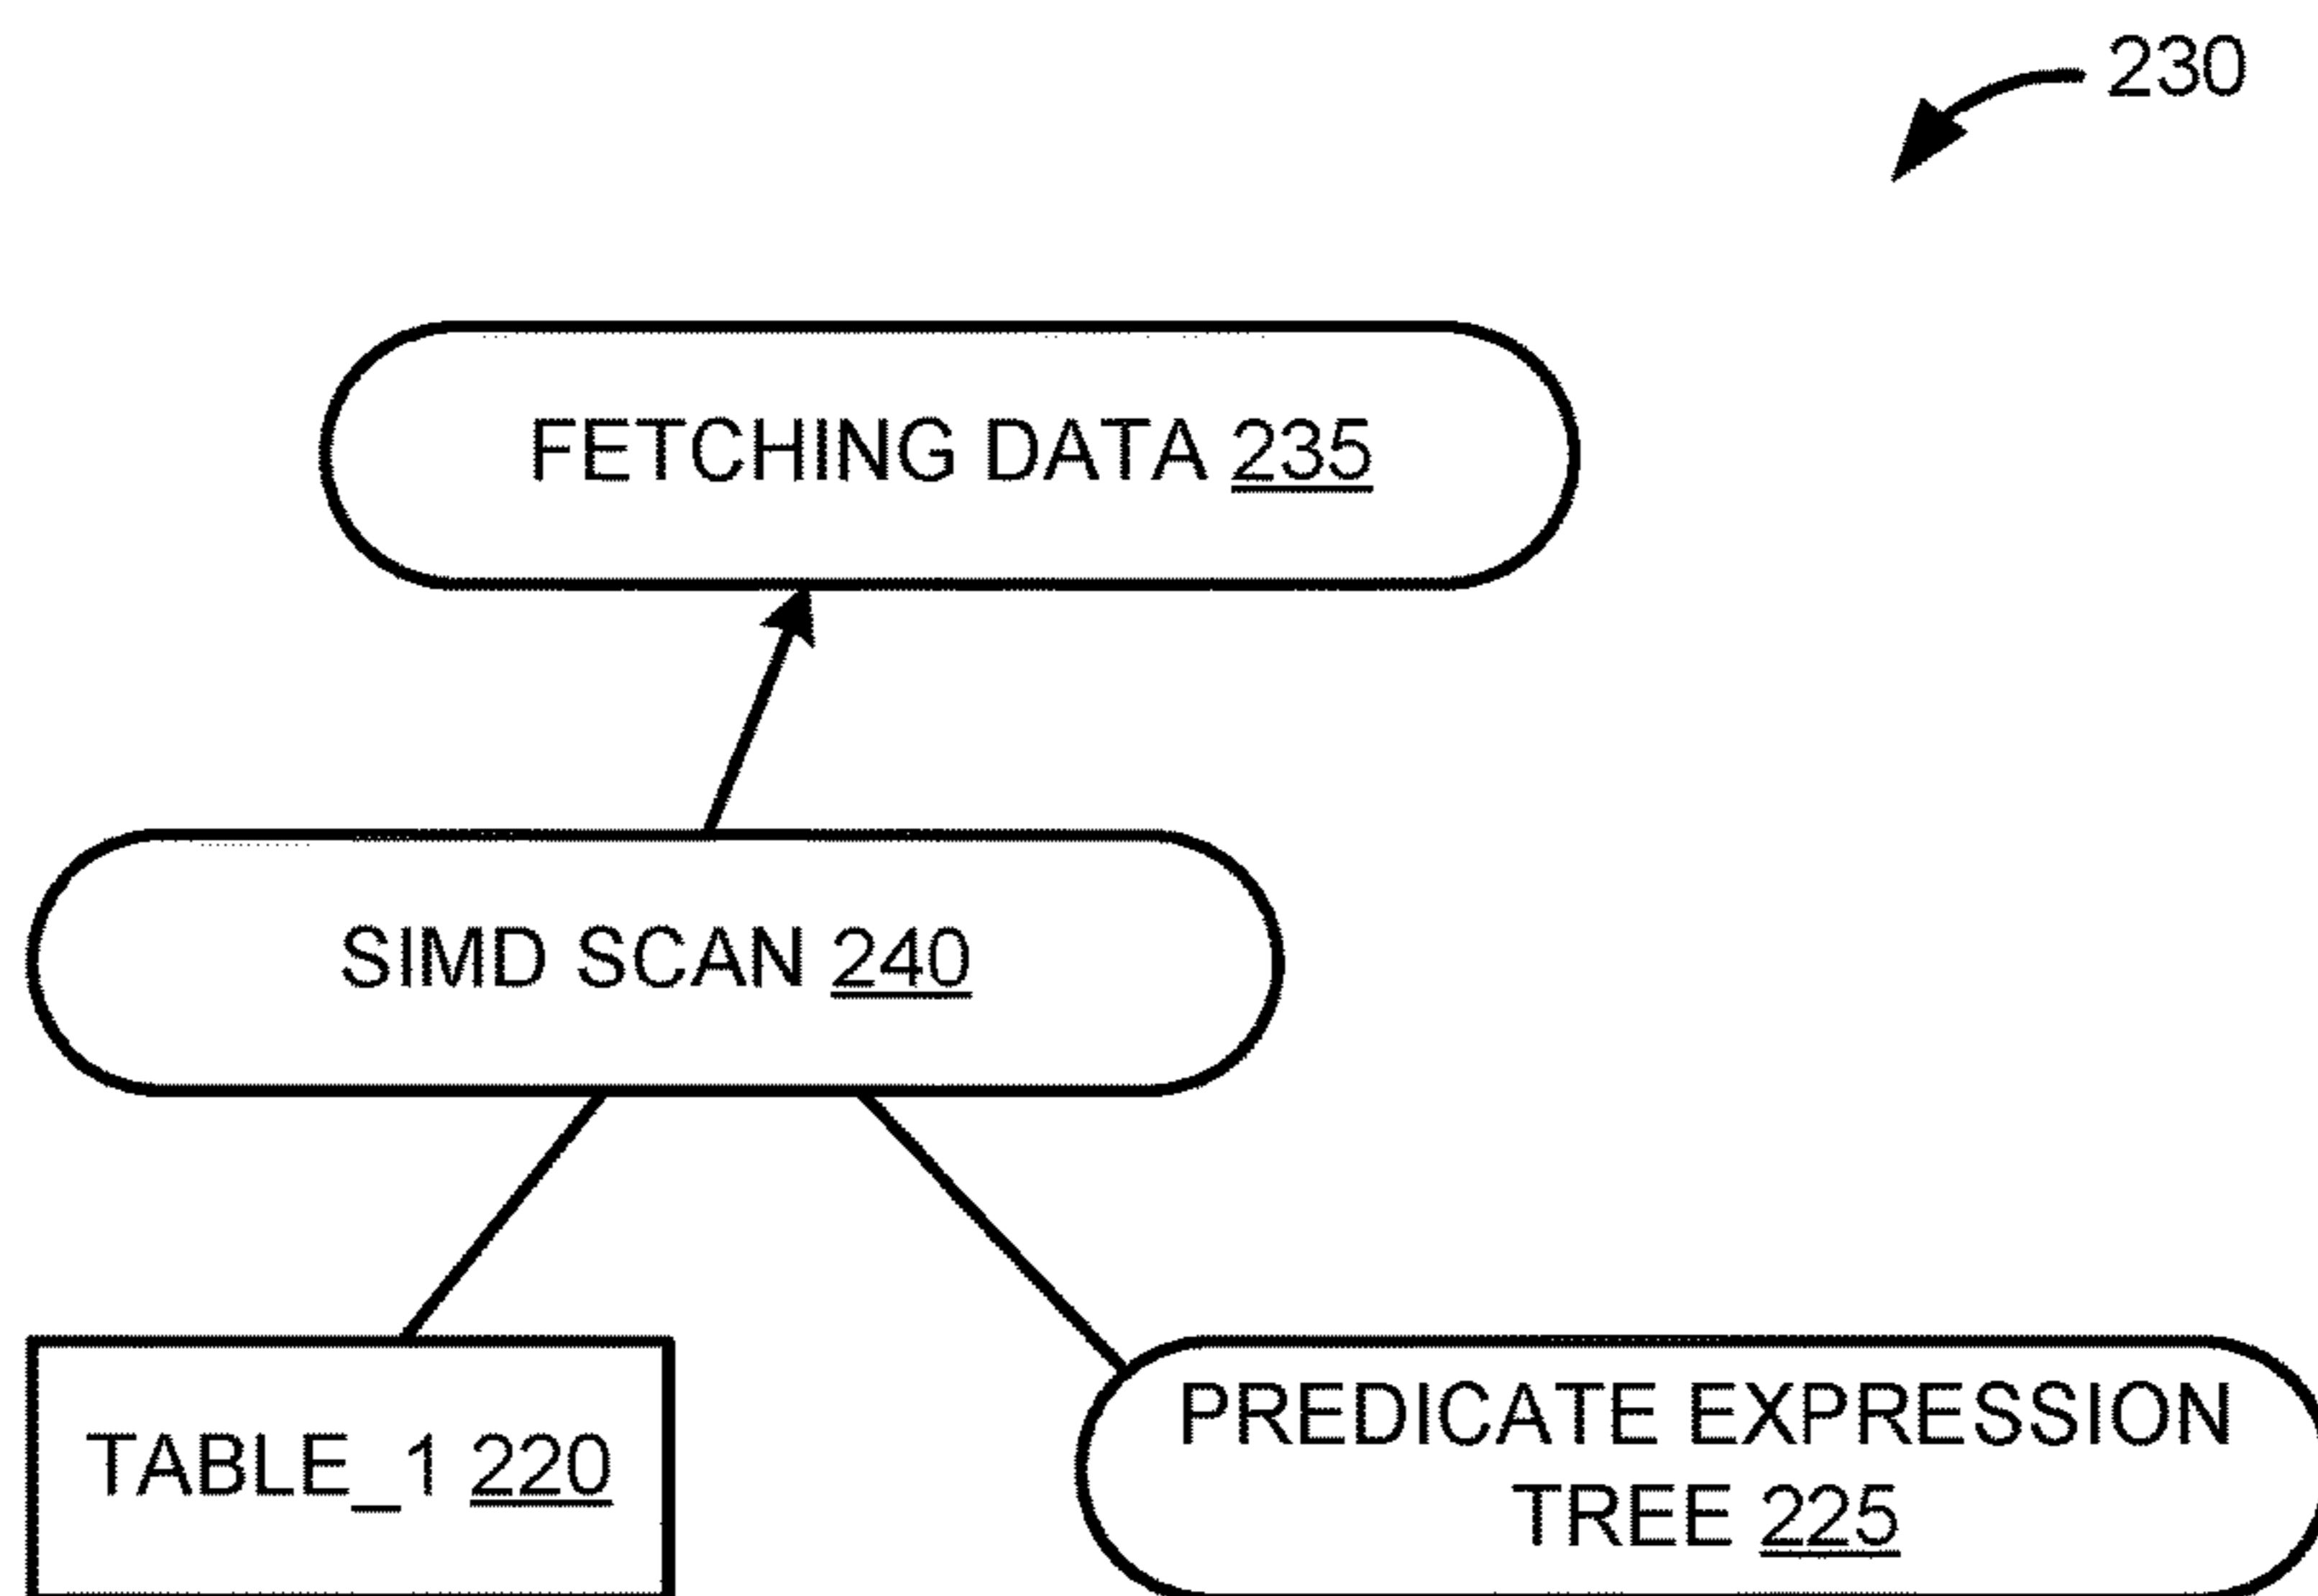 230
FETCHING DATA 235
SIMD SCAN 240
TABLE_1 220
PREDICATE EXPRESSION
TREE 225